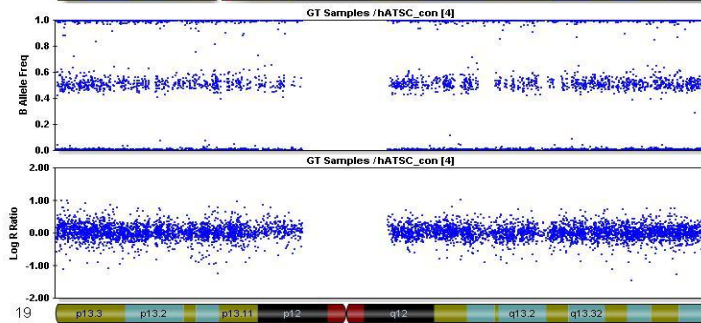 GT Samples /hATSC_con [4]
1.0
0.8
0.6
0.4
0.2
0.0
B Allele Freq
GT Samples /hATSC_con [4]
2.00
1.00
0.00
-1.00
-2.00
Log R Ratio
19 p13.3 p13.2 p13.11 p12 q12 q13.2 q13.32